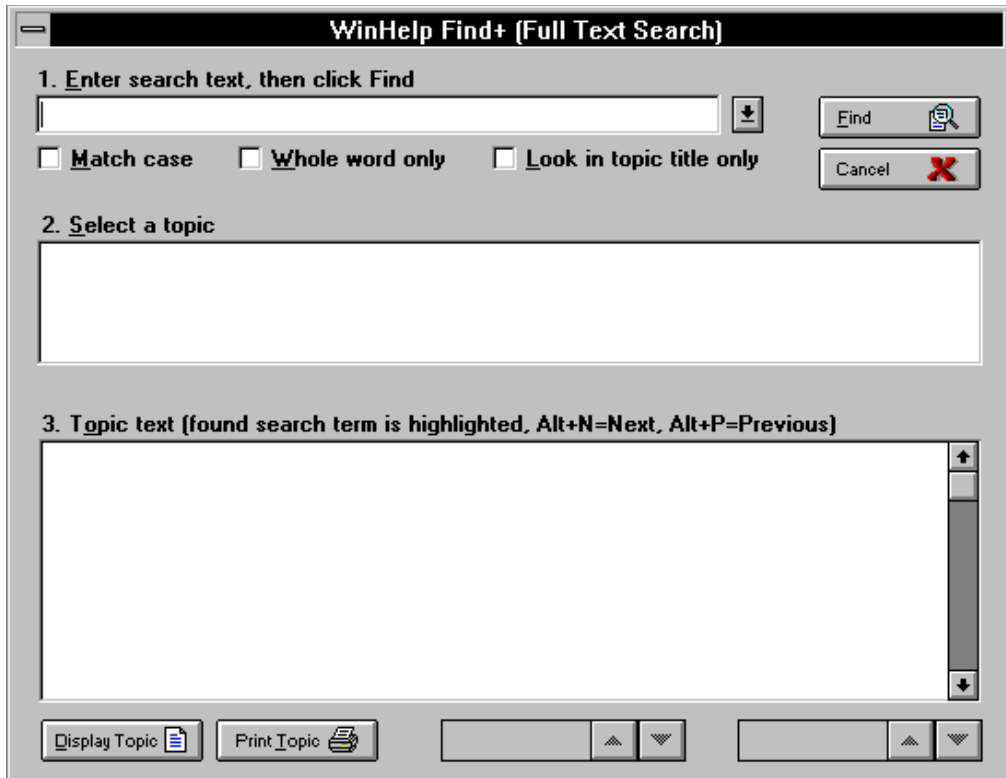 WinHelp Find+ (Full Text Search)
1. Enter search text, then click Find
Find
Match case Whole word only Look in topic title only
Cancel
2. Select a topic
3. Topic text (found search term is highlighted, Alt+N=Next, Alt+P=Previous)
Display Topic Print Topic